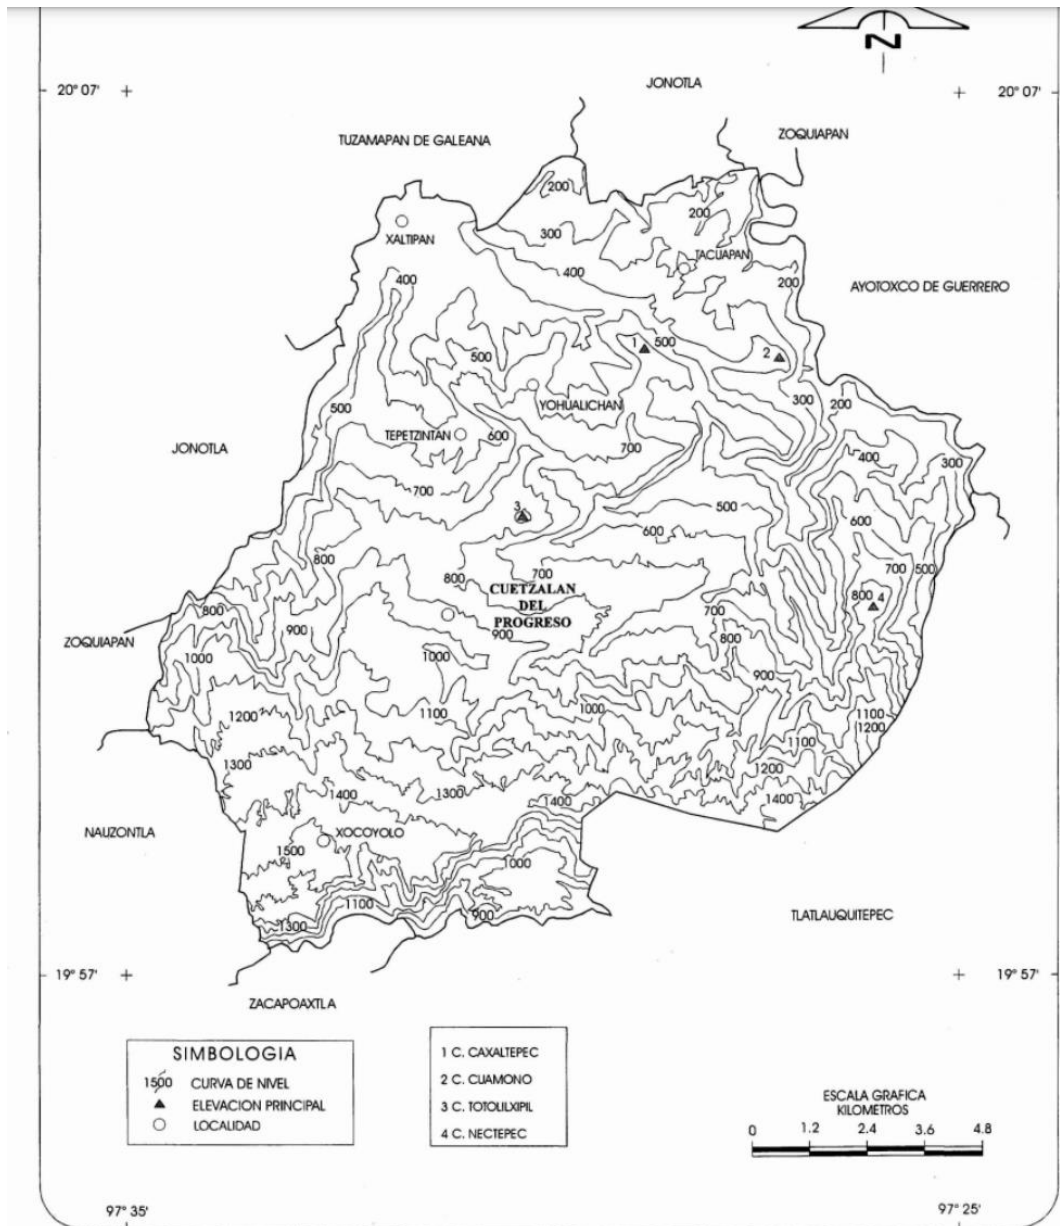 N
JONOTLA
20° 07'
20° 07'
TUZAMAPAN DE GALEANA
ZOQUIAPAN
200
200
XALTIPAN
300
TACUAPAN
400
400
200
AYOTOXCO DE GUERRERO
1
500
2
500
300
200
500
YOHUALICHAN
TEPETZINTAN
600
JONOTLA
700
400
300
700
3
500
600
600
800
800
700
700
500
CUETZALAN
DEL
PROGRESO
800
4
800
700
900
900
800
ZOQUIAPAN
1000
1000
900
1200
1100
1000
1100
1200
1100
1300
1200
1400
1300
1400
1400
NAUZONTLA
XOCOYOLO
1500
1000
1100
900
TLATLAUQUITEPEC
1300
19° 57'
19° 57'
ZACAPOAXTLA
SIMBOLOGIA
1500 CURVA DE NIVEL
ELEVACION PRINCIPAL
LOCALIDAD
1 C. CAXALTEPEC
2 C. CUAMONO
3 C. TOTOLILXIPIL
4 C. NECTEPEC
ESCALA GRAFICA
KILOMETROS
0 1.2 2.4 3.6 4.8
97° 35'
97° 25'